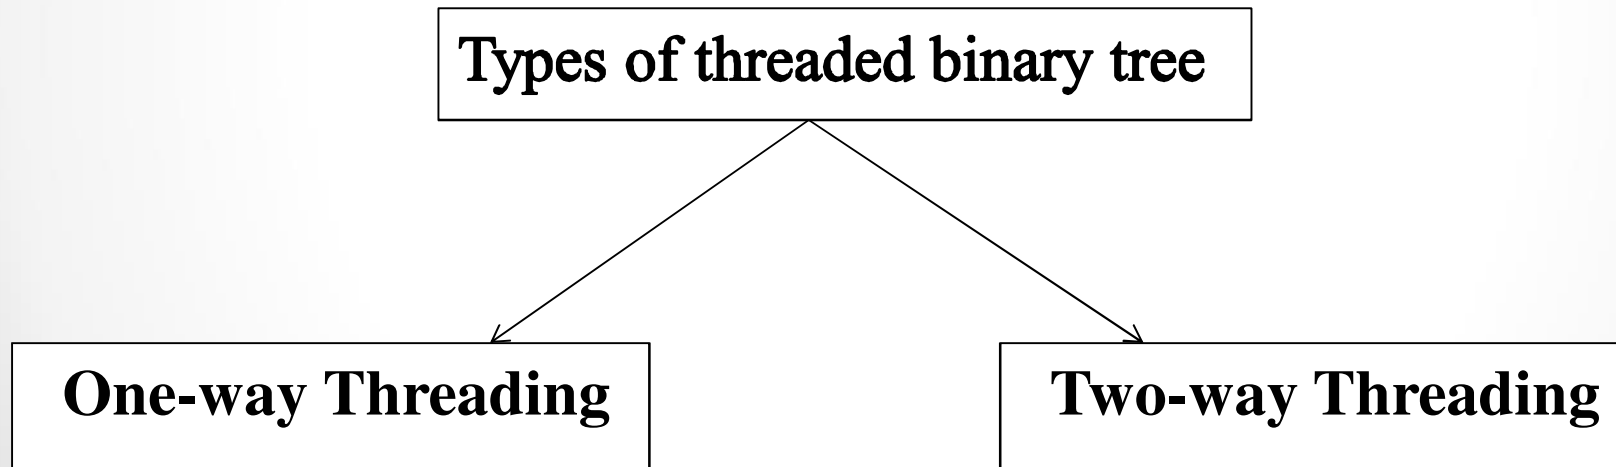 Types of threaded binary tree
One-way Threading
Two-way Threading